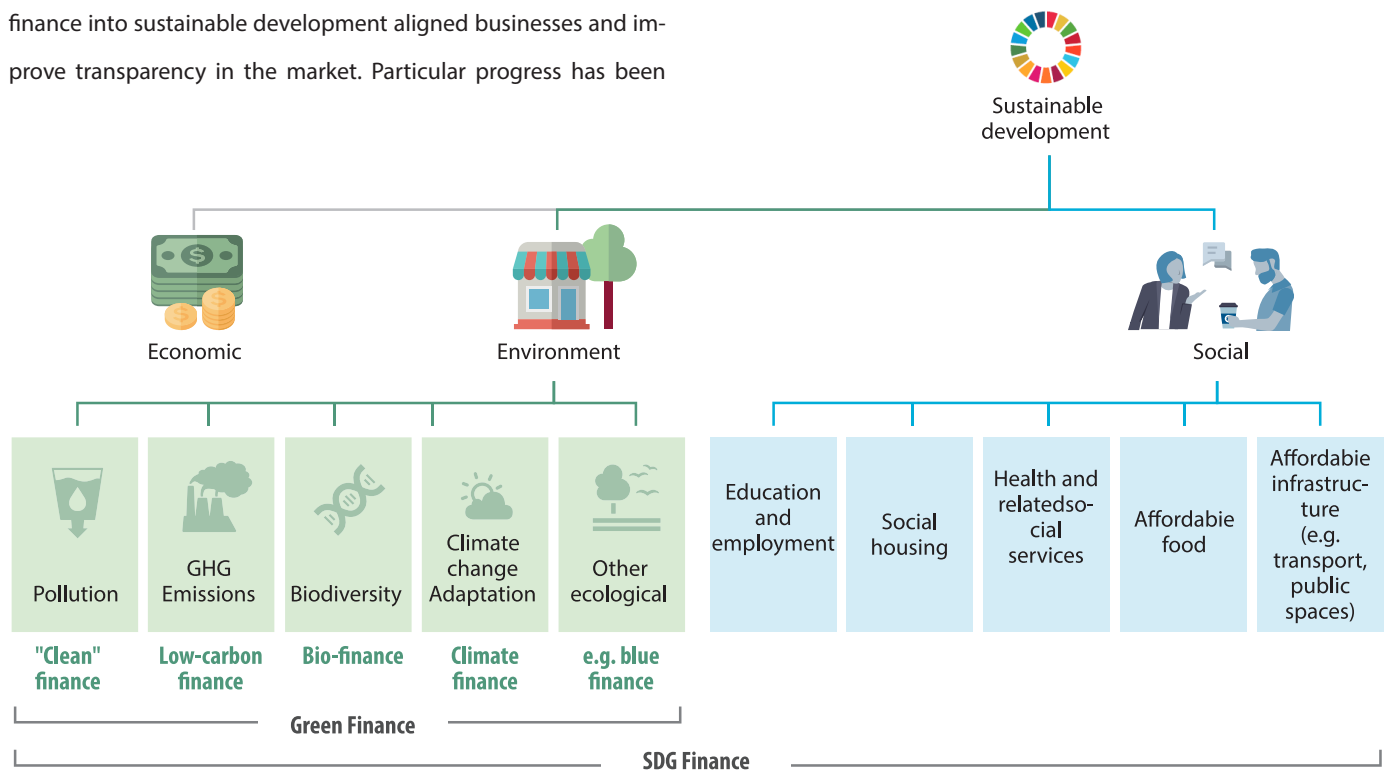 finance into sustainable development aligned businesses and im-
prove transparency in the market. Particular progress has been
Sustainable
development
Economic
Environment
Social
Pollution
GHG
Emissions
Biodiversity
Climate
change
Adaptation
Other
ecological
Education
and
employment
Social
housing
Health and
relatedso-
cial
services
Affordabie
food
Affordabie
infrastruc-
ture
(e.g.
transport,
public
spaces)
"Clean"
finance
Low-carbon
finance
Bio-finance
Climate
finance
e.g. blue
finance
Green Finance
SDG Finance